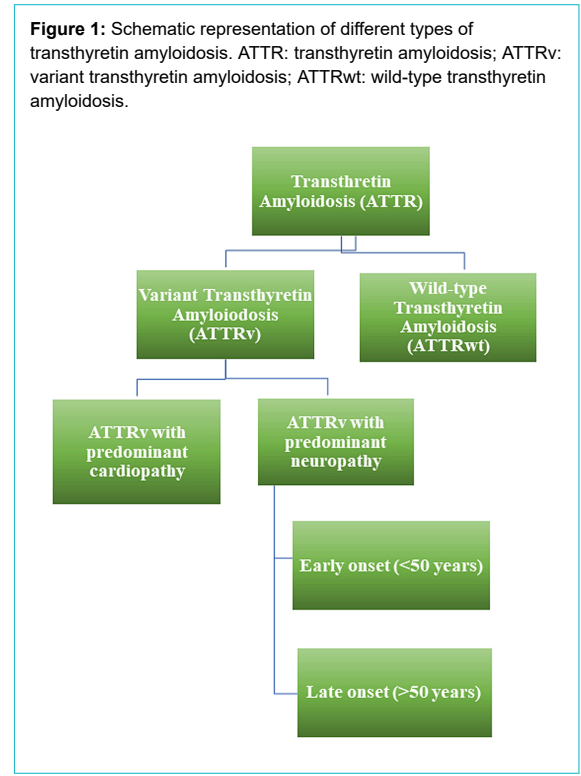 Figure 1: Schematic representation of different types of
transthyretin amyloidosis. ATTR: transthyretin amyloidosis; ATTRv:
variant transthyretin amyloidosis; ATTRwt: wild-type transthyretin
amyloidosis.
Transthretin
Amyloidosis (ATTR)
Variant Transthyretin
Amyloiodosis
(ATTRv)
Wild-type
Transthyretin
Amyloidosis
(ATTRwt)
ATTRv with
predominant
cardiopathy
ATTRv with
predominant
neuropathy
Early onset (<50 years)
Late onset (>50 years)